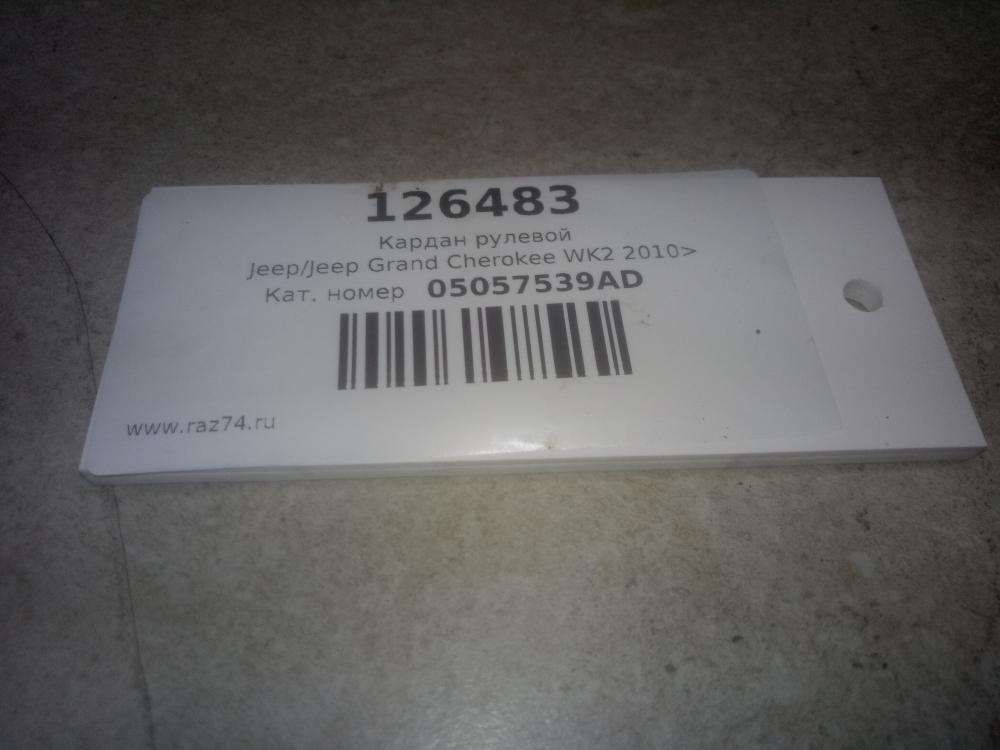 126483
Кардан рулевой
Jeep/Jeep Grand Cherokee WK2 2010>
Кат. номер 05057539AD
www.raz74.ru